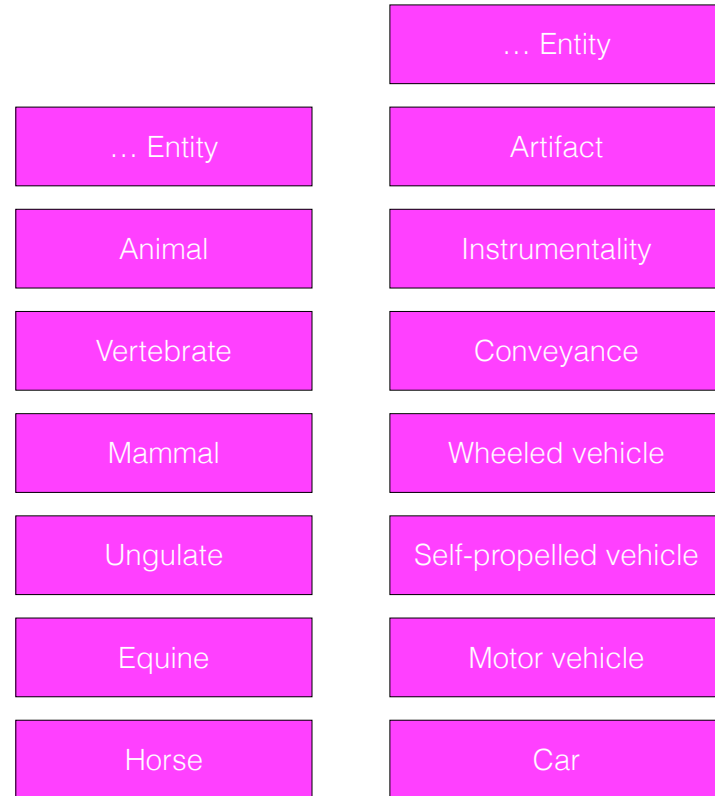 … Entity
Animal
Vertebrate
Mammal
Ungulate
Equine
Horse
… Entity
Artifact
Instrumentality
Conveyance
Wheeled vehicle
Self-propelled vehicle
Motor vehicle
Car